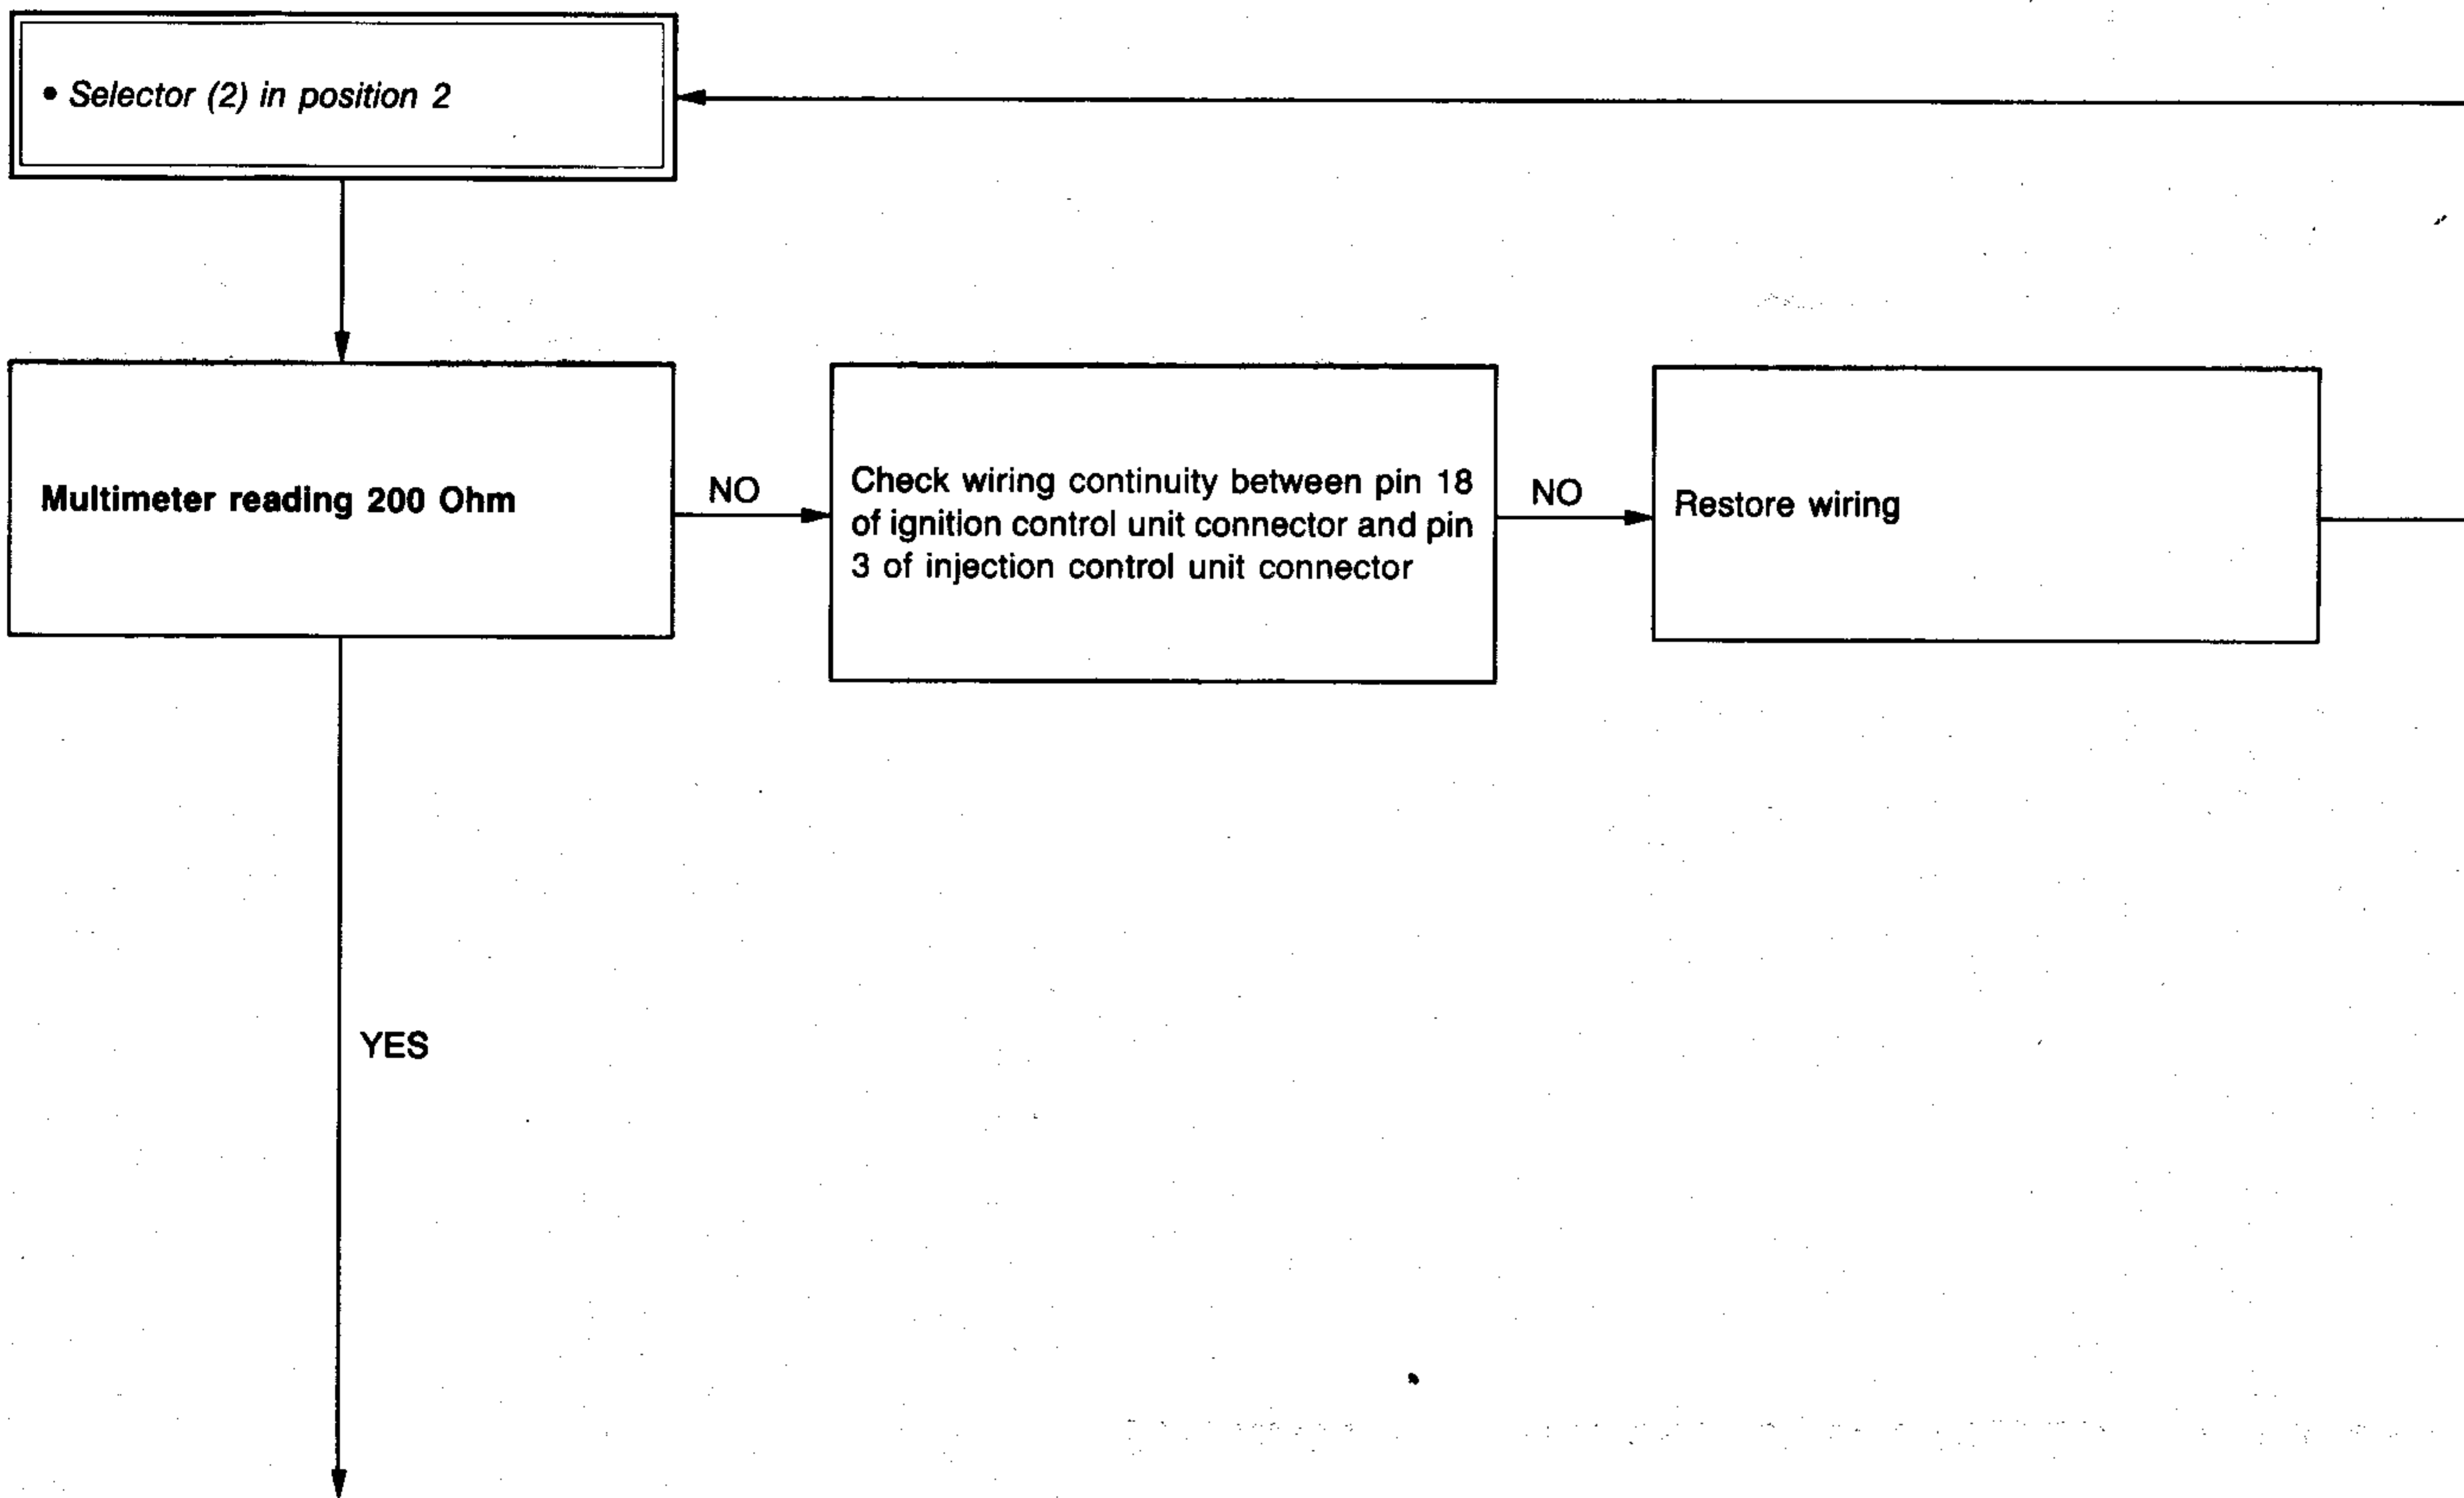 • Selector (2) in position 2
Multimeter reading 200 Ohm
NO
Check wiring continuity between pin 18
of ignition control unit connector and pin
3 of injection control unit connector
NO
Restore wiring
YES